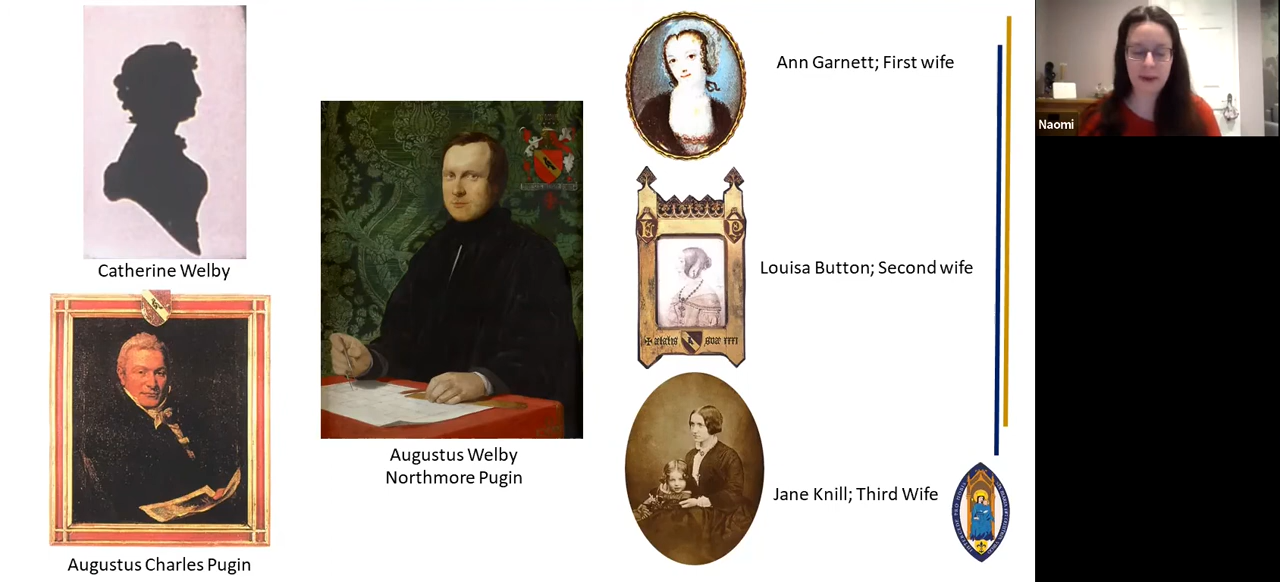 Catherine Welby
Augustus Charles Pugin
Augustus Welby
Northmore Pugin
Ann Garnett; First wife
Louisa Button; Second wife
Jane Knill; Third Wife
Naomi